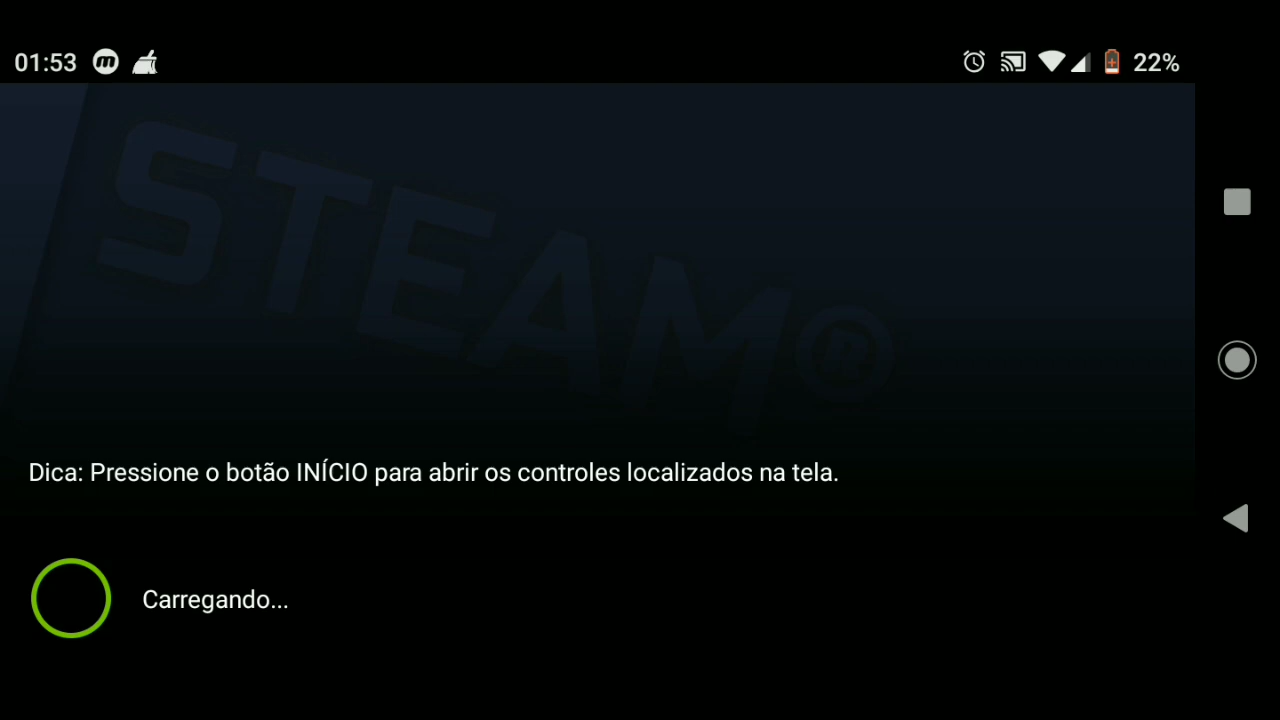 01:53
22%
STEAM®
Dica: Pressione o botão INÍCIO para abrir os controles localizados na tela.
Carregando...